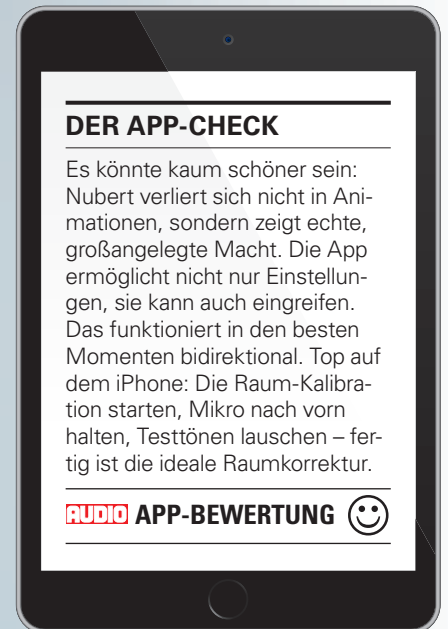 DER APP-CHECK
Es könnte kaum schöner sein:
Nubert verliert sich nicht in Ani-
mationen, sondern zeigt echte,
großangelegte Macht. Die App
ermöglicht nicht nur Einstellun-
gen, sie kann auch eingreifen.
Das funktioniert in den besten
Momenten bidirektional. Top auf
dem iPhone: Die Raum-Kalibra-
tion starten, Mikro nach vorn
halten, Testtönen lauschen – fer-
tig ist die ideale Raumkorrektur.
AUDIO APP-BEWERTUNG